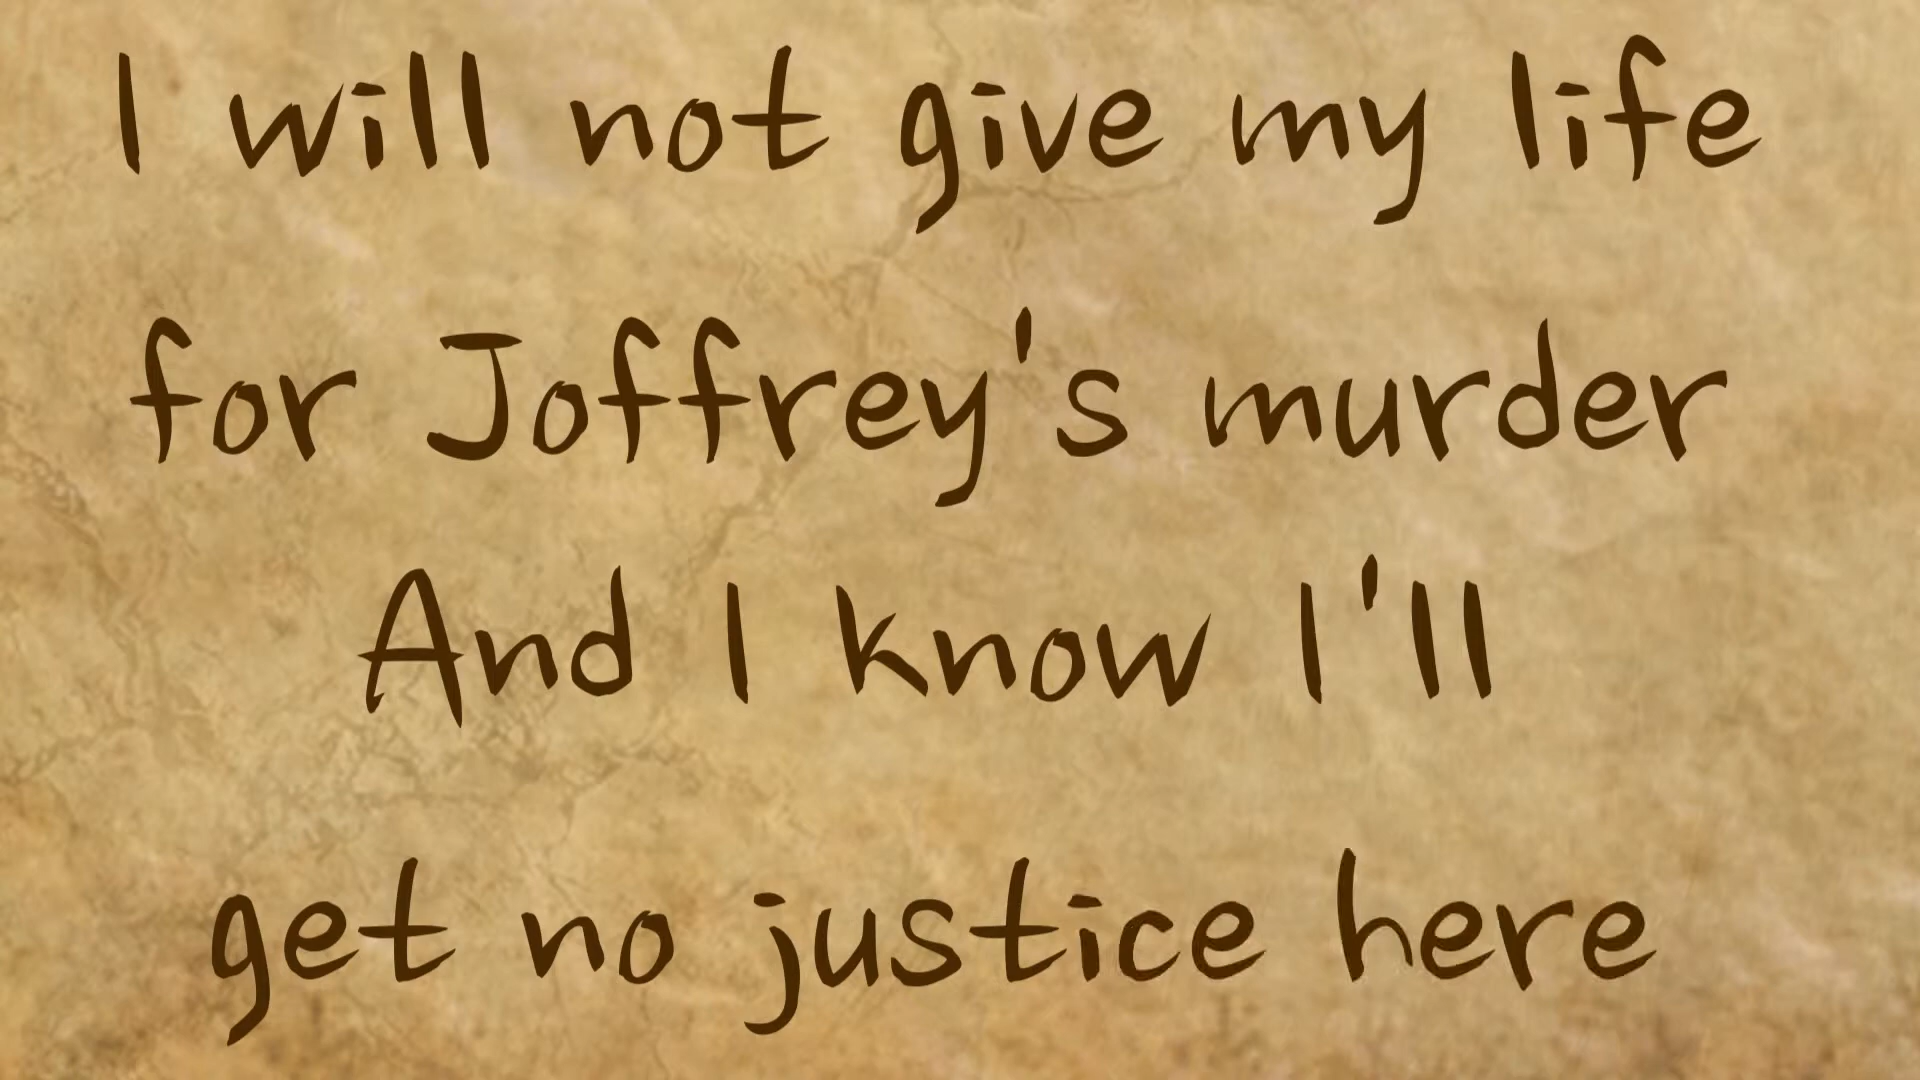 I will not give my life
for Joffrey's murder
And I know I'll
get no justice here